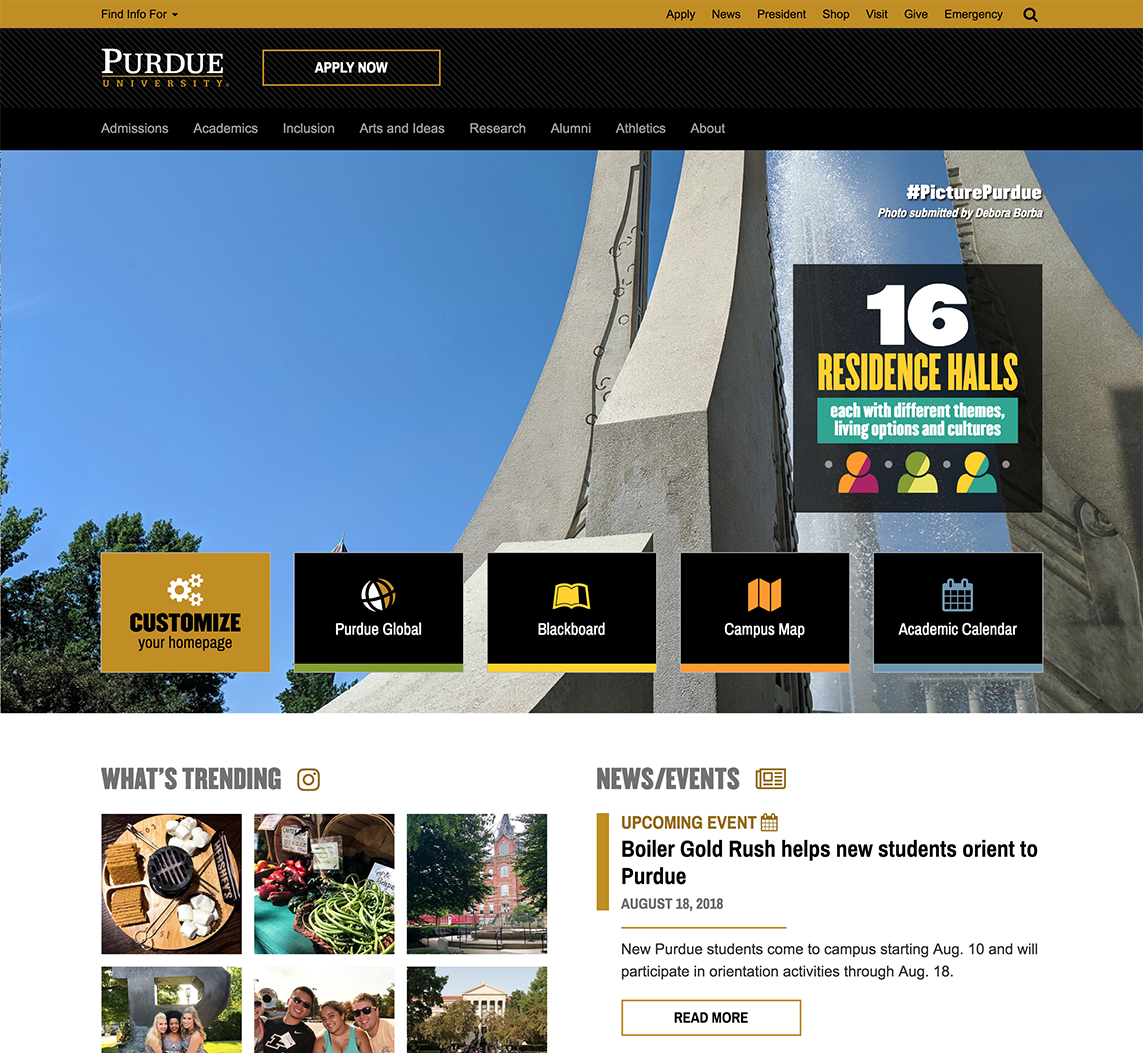 Find Info For
Apply News President Shop Visit Give Emergency
PURDUE
UNIVERSITY
APPLY NOW
Admissions Academics Inclusion Arts and Ideas Research Alumni Athletics About
#PicturePurdue
Photo submitted by Debora Borba
16
RESIDENCE HALLS
each with different themes,
living options and cultures
CUSTOMIZE
your homepage
Purdue Global
Blackboard
Campus Map
Academic Calendar
WHAT'S TRENDING
NEWS/EVENTS
UPCOMING EVENT
Boiler Gold Rush helps new students orient to
Purdue
AUGUST 18, 2018
New Purdue students come to campus starting Aug. 10 and will
participate in orientation activities through Aug. 18.
READ MORE